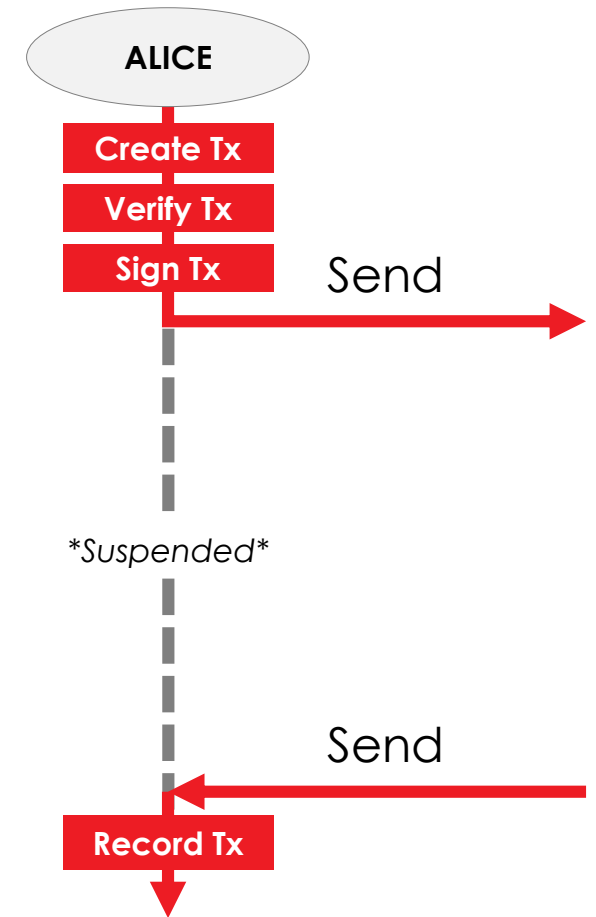 ALICE
Create Tx
Verify Tx
Sign Tx
Send
*Suspended*
Send
Record Tx